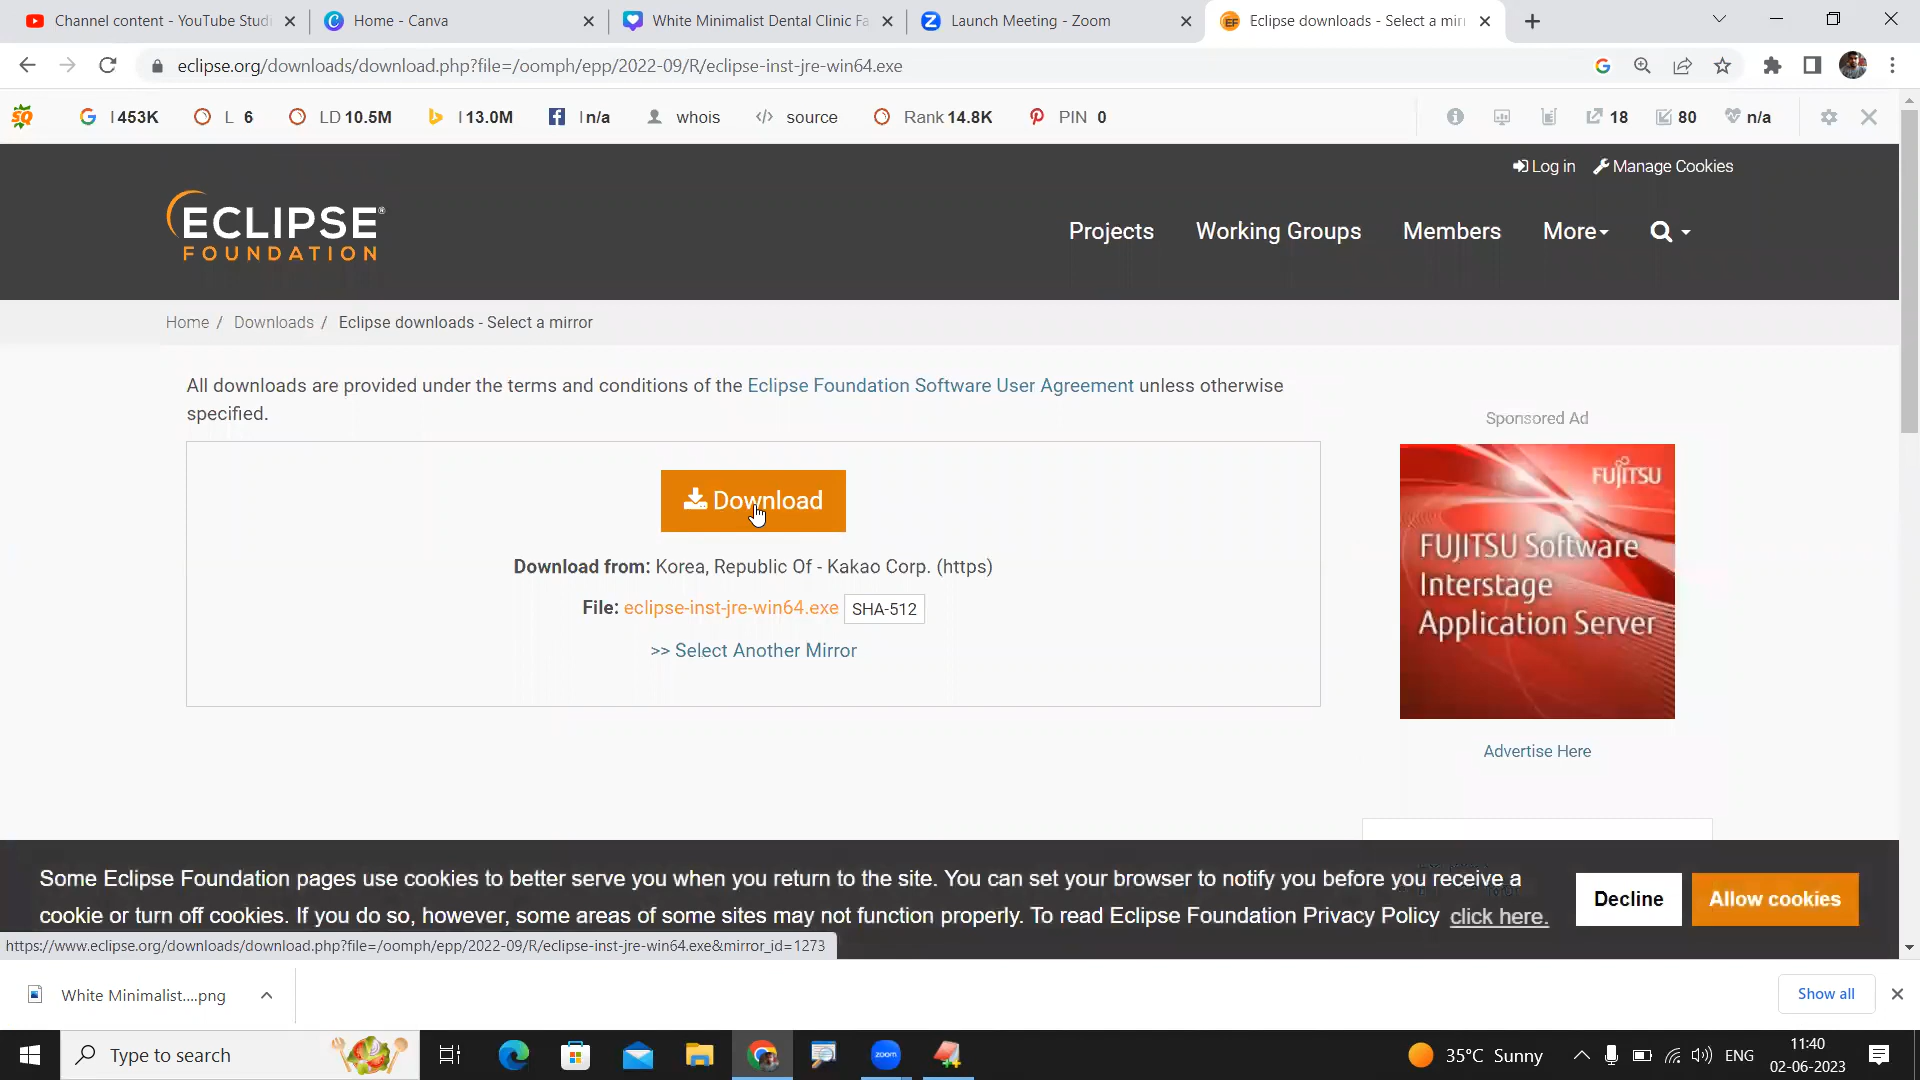 Channel content - YouTube Studi
Home - Canva
White Minimalist Dental Clinic Fa
Launch Meeting - Zoom
Eclipse downloads - Select a mirr
eclipse.org/downloads/download.php?file=/oomph/epp/2022-09/R/eclipse-inst-jre-win64.exe
SQ
I 453K
L 6
LD 10.5M
I 13.0M
I n/a
whois
source
Rank 14.8K
PIN 0
18
80
n/a
Log in
Manage Cookies
ECLIPSE®
FOUNDATION
Projects
Working Groups
Members
More
Home / Downloads / Eclipse downloads - Select a mirror
All downloads are provided under the terms and conditions of the Eclipse Foundation Software User Agreement unless otherwise
specified.
Download
Download from: Korea, Republic Of - Kakao Corp. (https)
File: eclipse-inst-jre-win64.exe SHA-512
>> Select Another Mirror
Sponsored Ad
FUJITSU
FUJITSU Software
Interstage
Application Server
Advertise Here
Some Eclipse Foundation pages use cookies to better serve you when you return to the site. You can set your browser to notify you before you receive a
cookie or turn off cookies. If you do so, however, some areas of some sites may not function properly. To read Eclipse Foundation Privacy Policy click here.
Decline
Allow cookies
https://www.eclipse.org/downloads/download.php?file=/oomph/epp/2022-09/R/eclipse-inst-jre-win64.exe&mirror_id=1273
White Minimalist....png
Show all
Type to search
zoom
35°C Sunny
ENG
11:40
02-06-2023